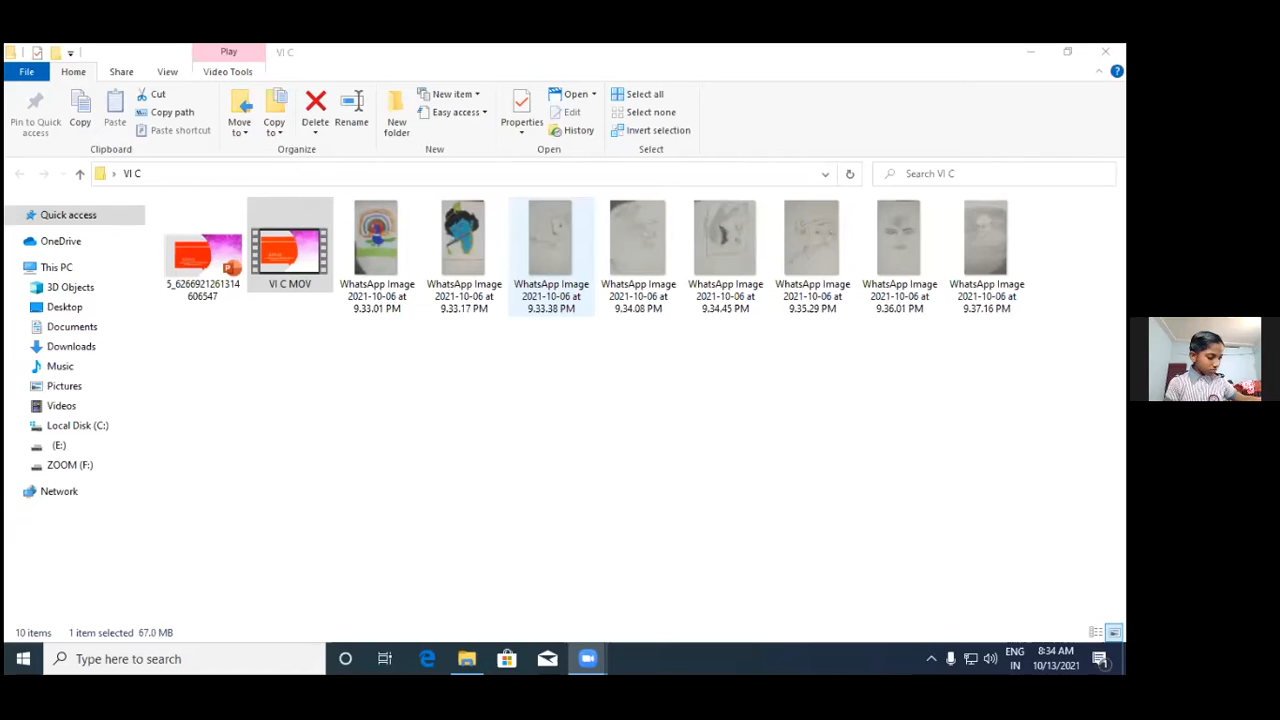 Play
VI C
File
Home
Share
View
Video Tools
Pin to Quick access
Copy
Paste
Cut
Copy path
Paste shortcut
Clipboard
Move to
Copy to
Delete
Rename
Organize
New folder
New item
Easy access
New
Properties
Open
Edit
History
Open
Select all
Select none
Invert selection
Select
VI C
Search VI C
Quick access
OneDrive
This PC
3D Objects
Desktop
Documents
Downloads
Music
Pictures
Videos
Local Disk (C:)
(E:)
ZOOM (F:)
Network
5_6266921261314
606547
VI C MOV
WhatsApp Image
2021-10-06 at
9.33.01 PM
WhatsApp Image
2021-10-06 at
9.33.17 PM
WhatsApp Image
2021-10-06 at
9.33.38 PM
WhatsApp Image
2021-10-06 at
9.34.08 PM
WhatsApp Image
2021-10-06 at
9.34.45 PM
WhatsApp Image
2021-10-06 at
9.35.29 PM
WhatsApp Image
2021-10-06 at
9.36.01 PM
WhatsApp Image
2021-10-06 at
9.37.16 PM
10 items
1 item selected 67.0 MB
Type here to search
ENG
IN
8:34 AM
10/13/2021
1